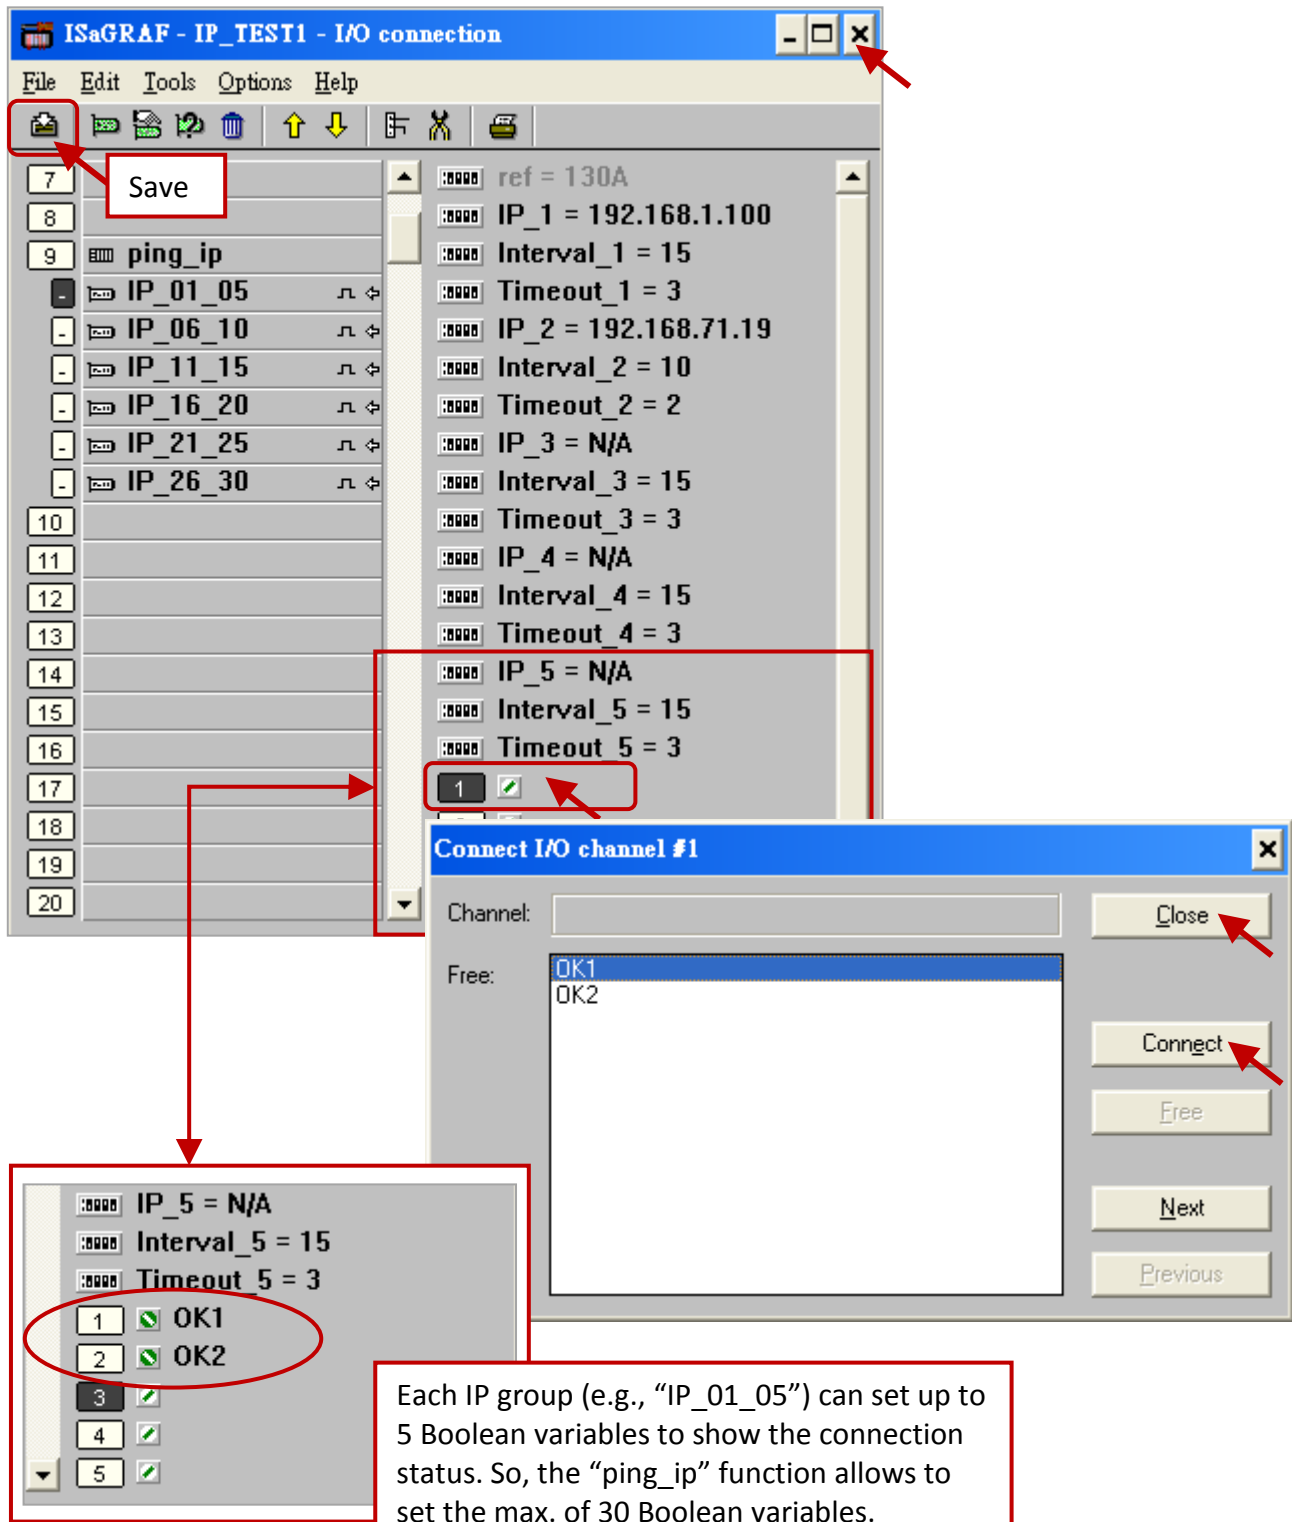 ISaGRAF - IP_TEST1 - I/O connection
File Edit Tools Options Help
Save
7
8
9 ping_ip
- IP_01_05
- IP_06_10
- IP_11_15
- IP_16_20
- IP_21_25
- IP_26_30
10
11
12
13
14
15
16
17
18
19
20
ref = 130A
IP_1 = 192.168.1.100
Interval_1 = 15
Timeout_1 = 3
IP_2 = 192.168.71.19
Interval_2 = 10
Timeout_2 = 2
IP_3 = N/A
Interval_3 = 15
Timeout_3 = 3
IP_4 = N/A
Interval_4 = 15
Timeout_4 = 3
IP_5 = N/A
Interval_5 = 15
Timeout_5 = 3
1
Connect I/O channel #1
Channel:
Close
Free:
OK1
OK2
Connect
Free
Next
Previous
IP_5 = N/A
Interval_5 = 15
Timeout_5 = 3
1 OK1
2 OK2
3
4
5
Each IP group (e.g., “IP_01_05”) can set up to
5 Boolean variables to show the connection
status. So, the “ping_ip” function allows to
set the max. of 30 Boolean variables.